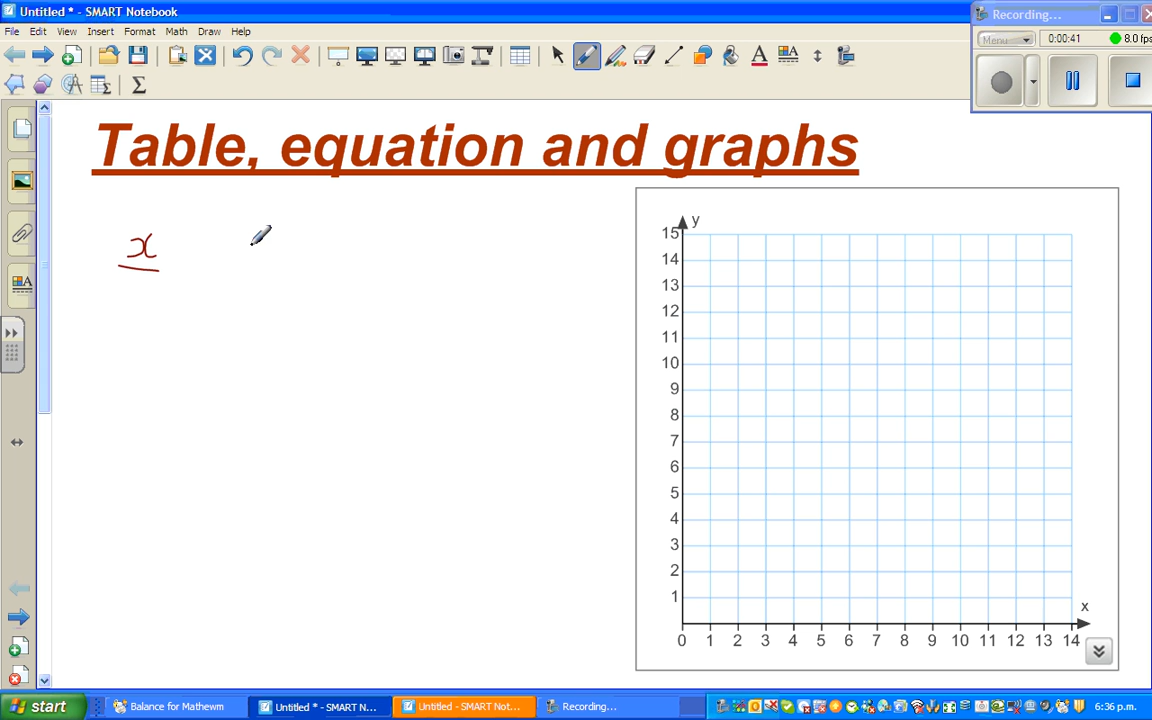 Untitled * - SMART Notebook
Recording...
File Edit View Insert Format Math Draw Help
Menu
0:00:41
8.0 fps
Table, equation and graphs
x
y
15
14
13
12
11
10
9
8
7
6
5
4
3
2
1
x
0 1 2 3 4 5 6 7 8 9 10 11 12 13 14
start
Balance for Mathewm
Untitled * - SMART N...
Untitled - SMART Not...
Recording...
6:36 p.m.